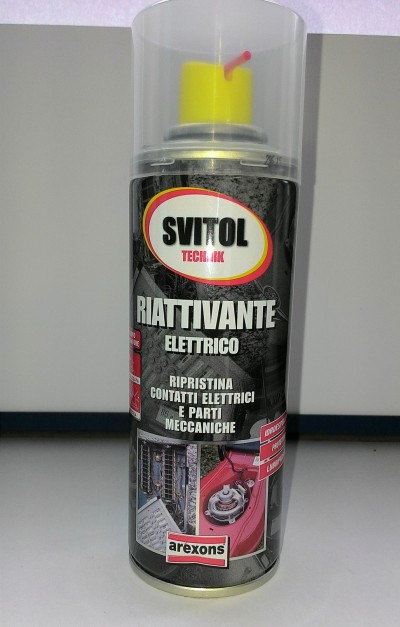 SVITOL
TECHNIK
RIATTIVANTE
ELETTRICO
RIPRISTINA
CONTATTI ELETTRICI
E PARTI
MECCANICHE
arexons